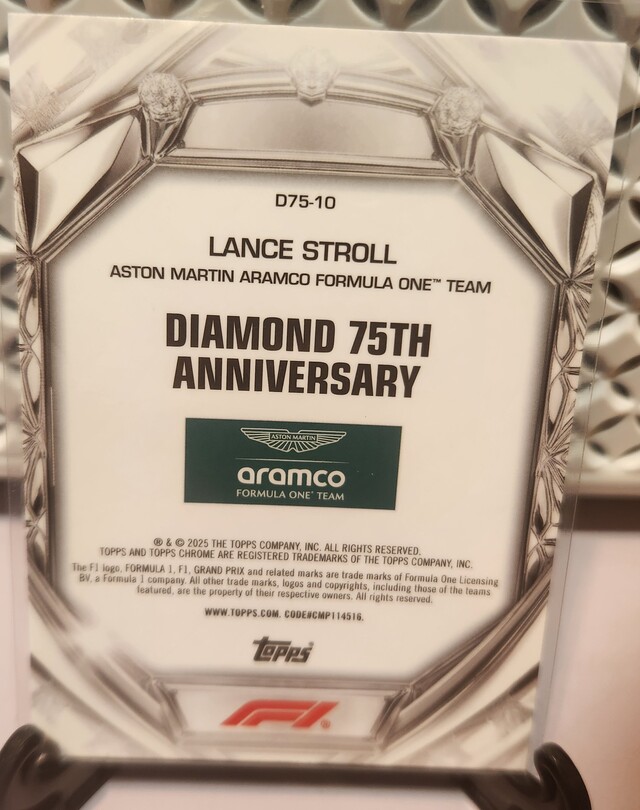 D75-10
LANCE STROLL
ASTON MARTIN ARAMCO FORMULA ONE™ TEAM
DIAMOND 75TH
ANNIVERSARY
ASTON MARTIN
aramco
FORMULA ONE™ TEAM
® & © 2025 THE TOPPS COMPANY, INC. ALL RIGHTS RESERVED.
TOPPS AND TOPPS CHROME ARE REGISTERED TRADEMARKS OF THE TOPPS COMPANY, INC.
The F1 logo, FORMULA 1, F1, GRAND PRIX and related marks are trade marks of Formula One Licensing
BV, a Formula 1 company. All other trade marks, logos and copyrights, including those of the teams
featured, are the property of their respective owners. All rights reserved.
WWW.TOPPS.COM. CODE#CMP114516.
Topps
F1®